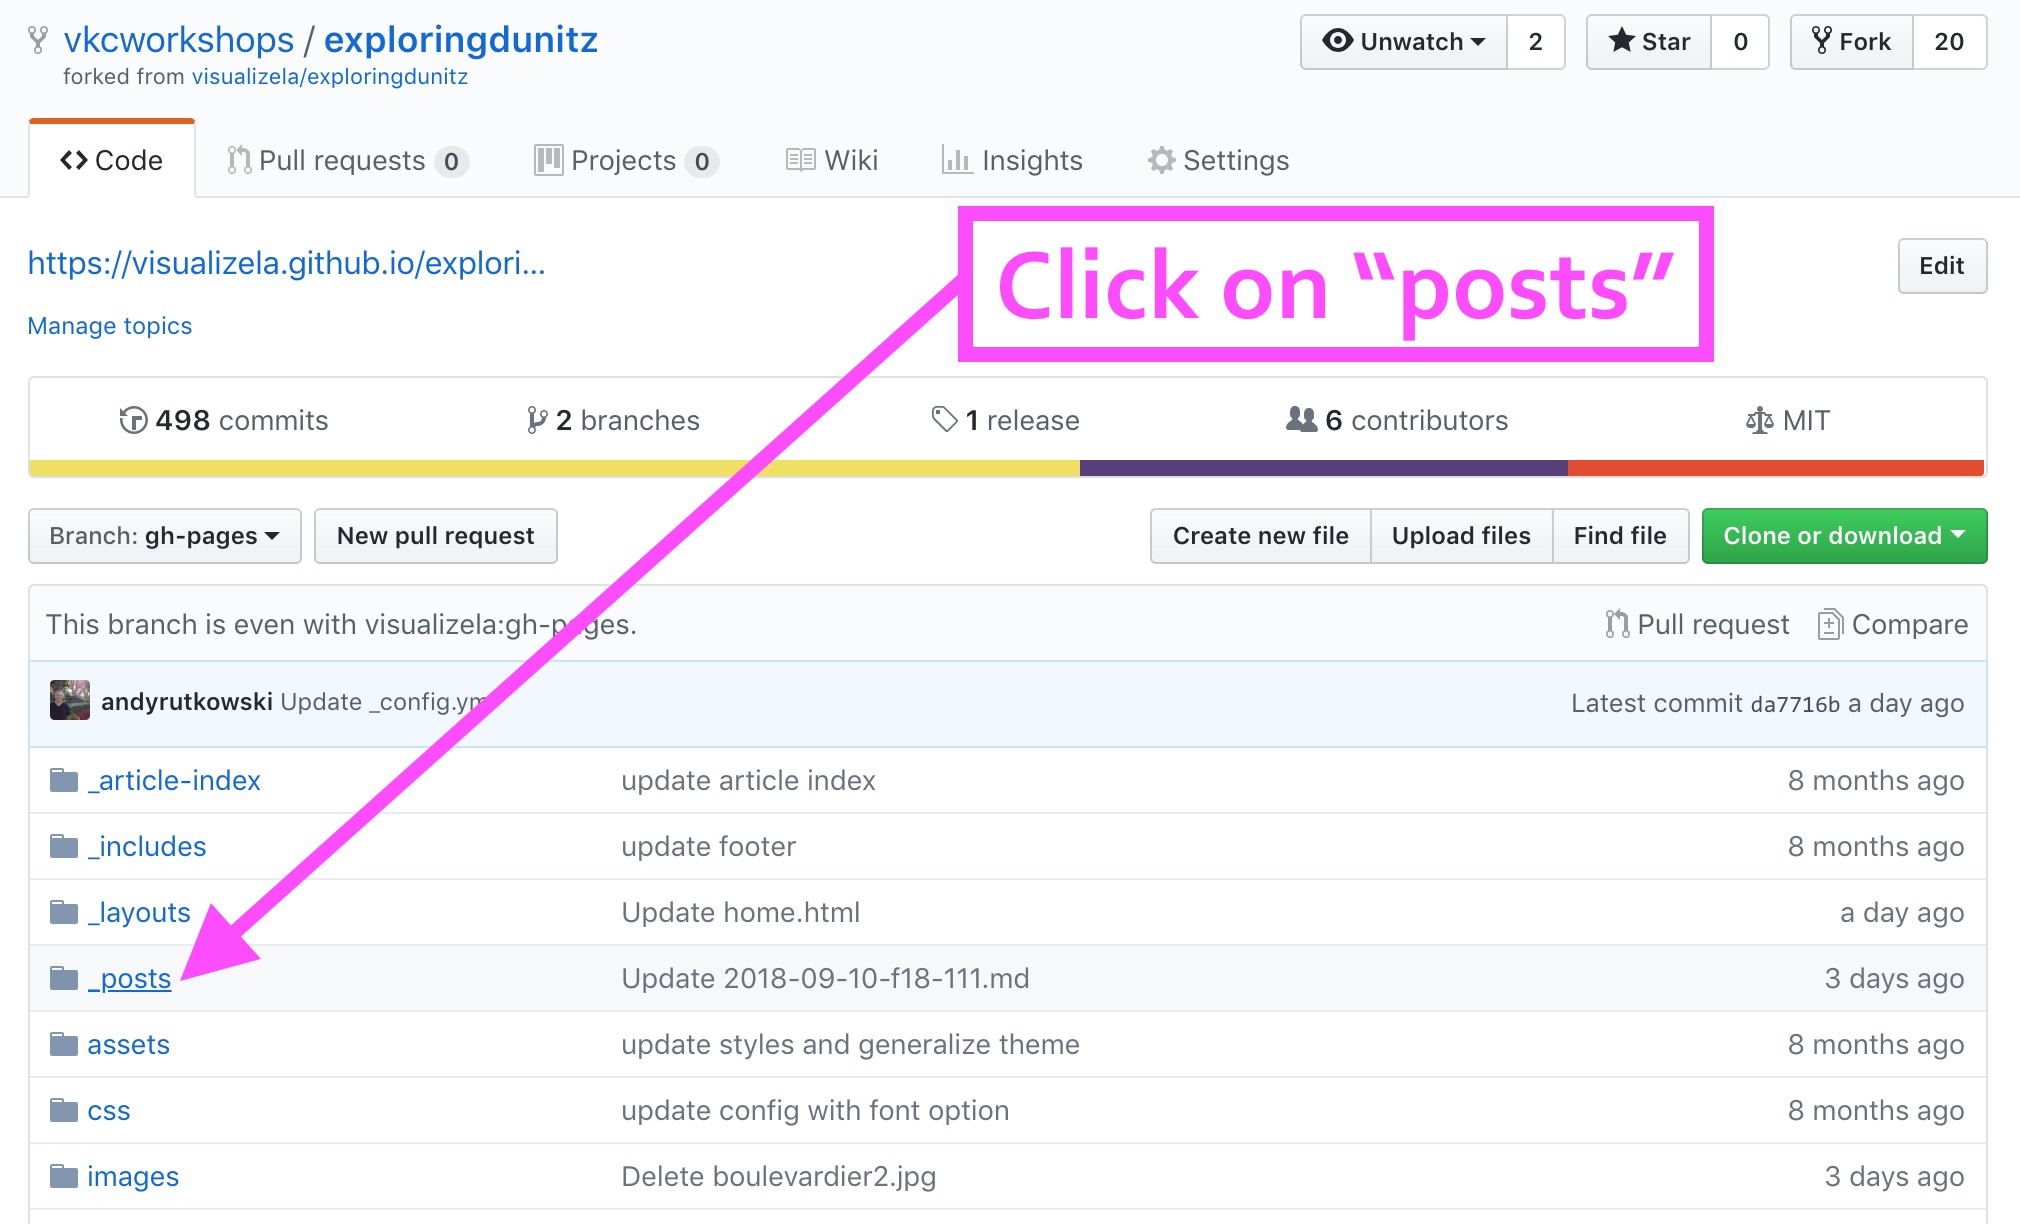 vkcworkshops / exploringdunitz
forked from visualizela/exploringdunitz
Unwatch 2 Star 0 Fork 20
Code Pull requests 0 Projects 0 Wiki Insights Settings
https://visualizela.github.io/explori...
Click on “posts”
Edit
Manage topics
498 commits 2 branches 1 release 6 contributors MIT
Branch: gh-pages New pull request Create new file Upload files Find file Clone or download
This branch is even with visualizela:gh-pages. Pull request Compare
andyrutkowski Update _config.ym Latest commit da7716b a day ago
_article-index update article index 8 months ago
_includes update footer 8 months ago
_layouts Update home.html a day ago
_posts Update 2018-09-10-f18-111.md 3 days ago
assets update styles and generalize theme 8 months ago
css update config with font option 8 months ago
images Delete boulevardier2.jpg 3 days ago